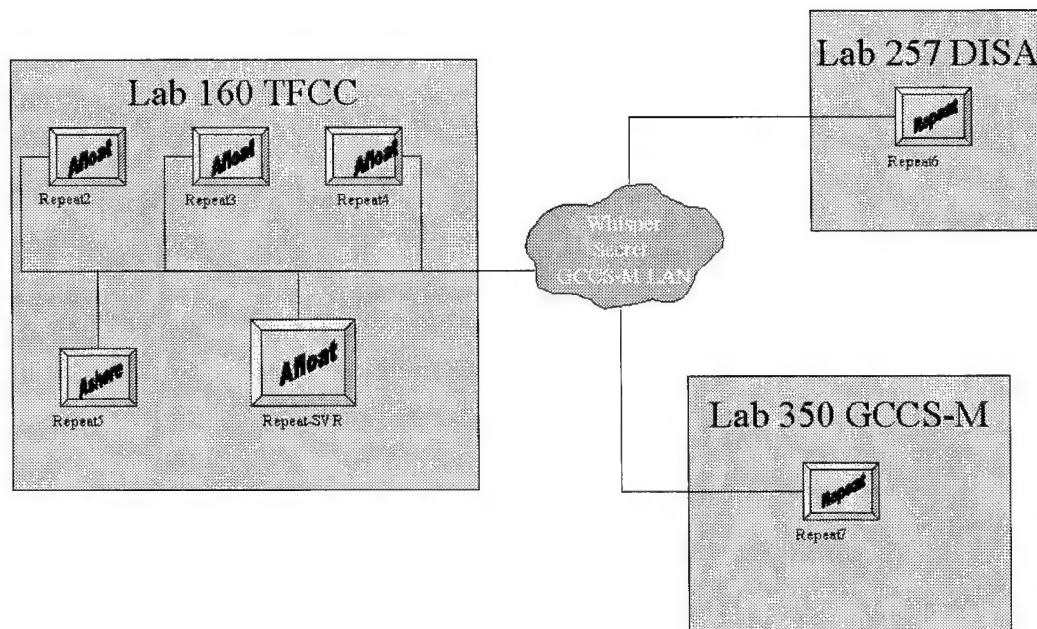 Lab 160 TFCC
Afloat
Afloat
Afloat
Repeat2
Repeat3
Repeat4
Ashore
Afloat
Repeat5
Repeat-SVR
Whisper
Secret
GCCS-M LAN
Lab 257 DISA
Repeat
Repeat6
Lab 350 GCCS-M
Repeat
Repeat7